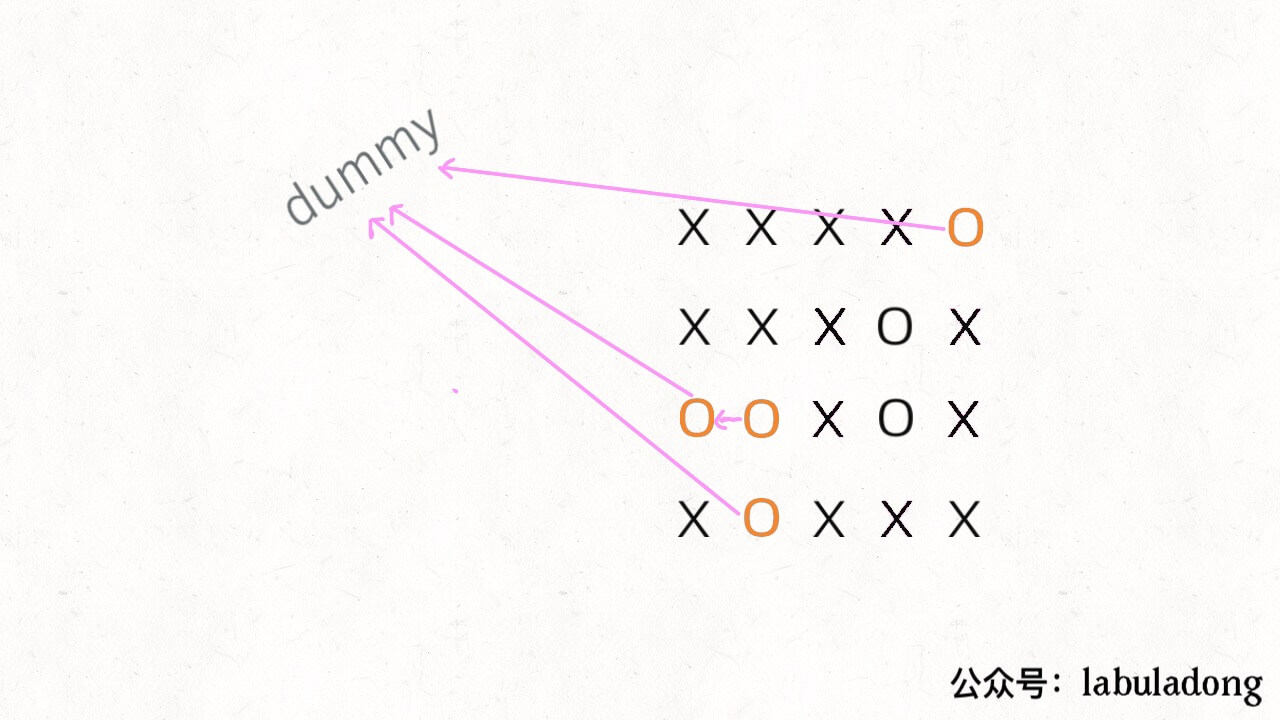 dummy
X X X X O
X X X O X
O O X O X
X O X X X
公众号：labuladong